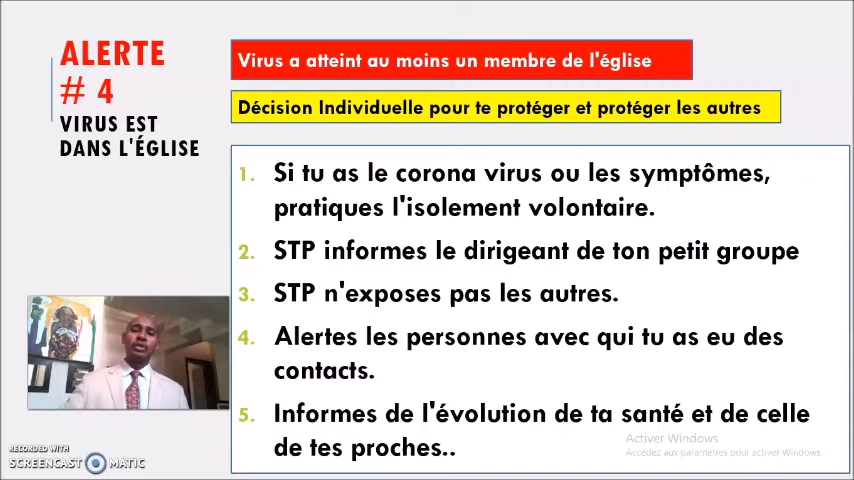 ALERTE
# 4
VIRUS EST
DANS L'ÉGLISE
Virus a atteint au moins un membre de l'église
Décision Individuelle pour te protéger et protéger les autres
1. Si tu as le corona virus ou les symptômes,
pratiques l'isolement volontaire.
2. STP informes le dirigeant de ton petit groupe
3. STP n'exposes pas les autres.
4. Alertes les personnes avec qui tu as eu des
contacts.
5. Informes de l'évolution de ta santé et de celle
de tes proches..
Activer Windows
Accédez aux paramètres pour activer Windows.
RECORDED WITH
SCREENCAST MATIC